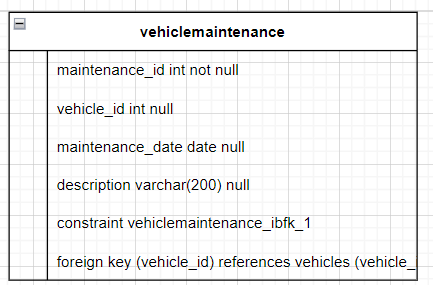 vehiclemaintenance
maintenance_id int not null
vehicle_id int null
maintenance_date date null
description varchar(200) null
constraint vehiclemaintenance_ibfk_1
foreign key (vehicle_id) references vehicles (vehicle_i